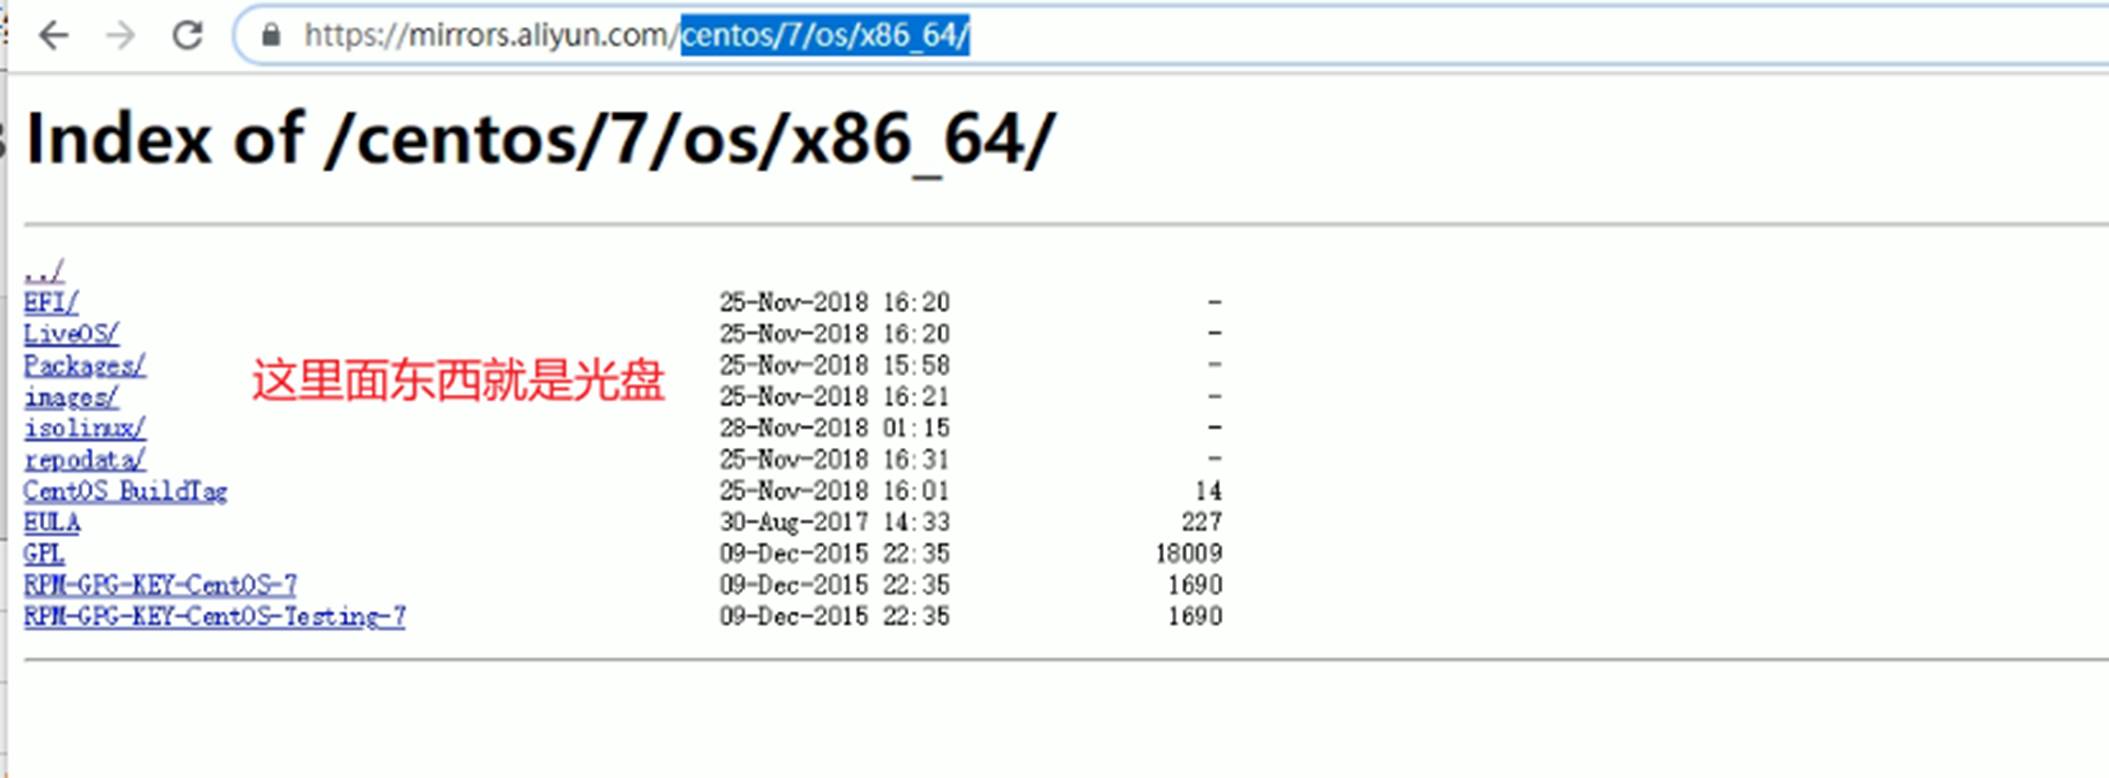 https://mirrors.aliyun.com/centos/7/os/x86_64/
Index of /centos/7/os/x86_64/
../
EFI/ 25-Nov-2018 16:20 -
LiveOS/ 25-Nov-2018 16:20 -
Packages/ 25-Nov-2018 15:58 -
这里面东西就是光盘
images/ 25-Nov-2018 16:21 -
isolinux/ 28-Nov-2018 01:15 -
repodata/ 25-Nov-2018 16:31 -
CentOS_BuildTag 25-Nov-2018 16:01 14
EULA 30-Aug-2017 14:33 227
GPL 09-Dec-2015 22:35 18009
RPM-GPG-KEY-CentOS-7 09-Dec-2015 22:35 1690
RPM-GPG-KEY-CentOS-Testing-7 09-Dec-2015 22:35 1690